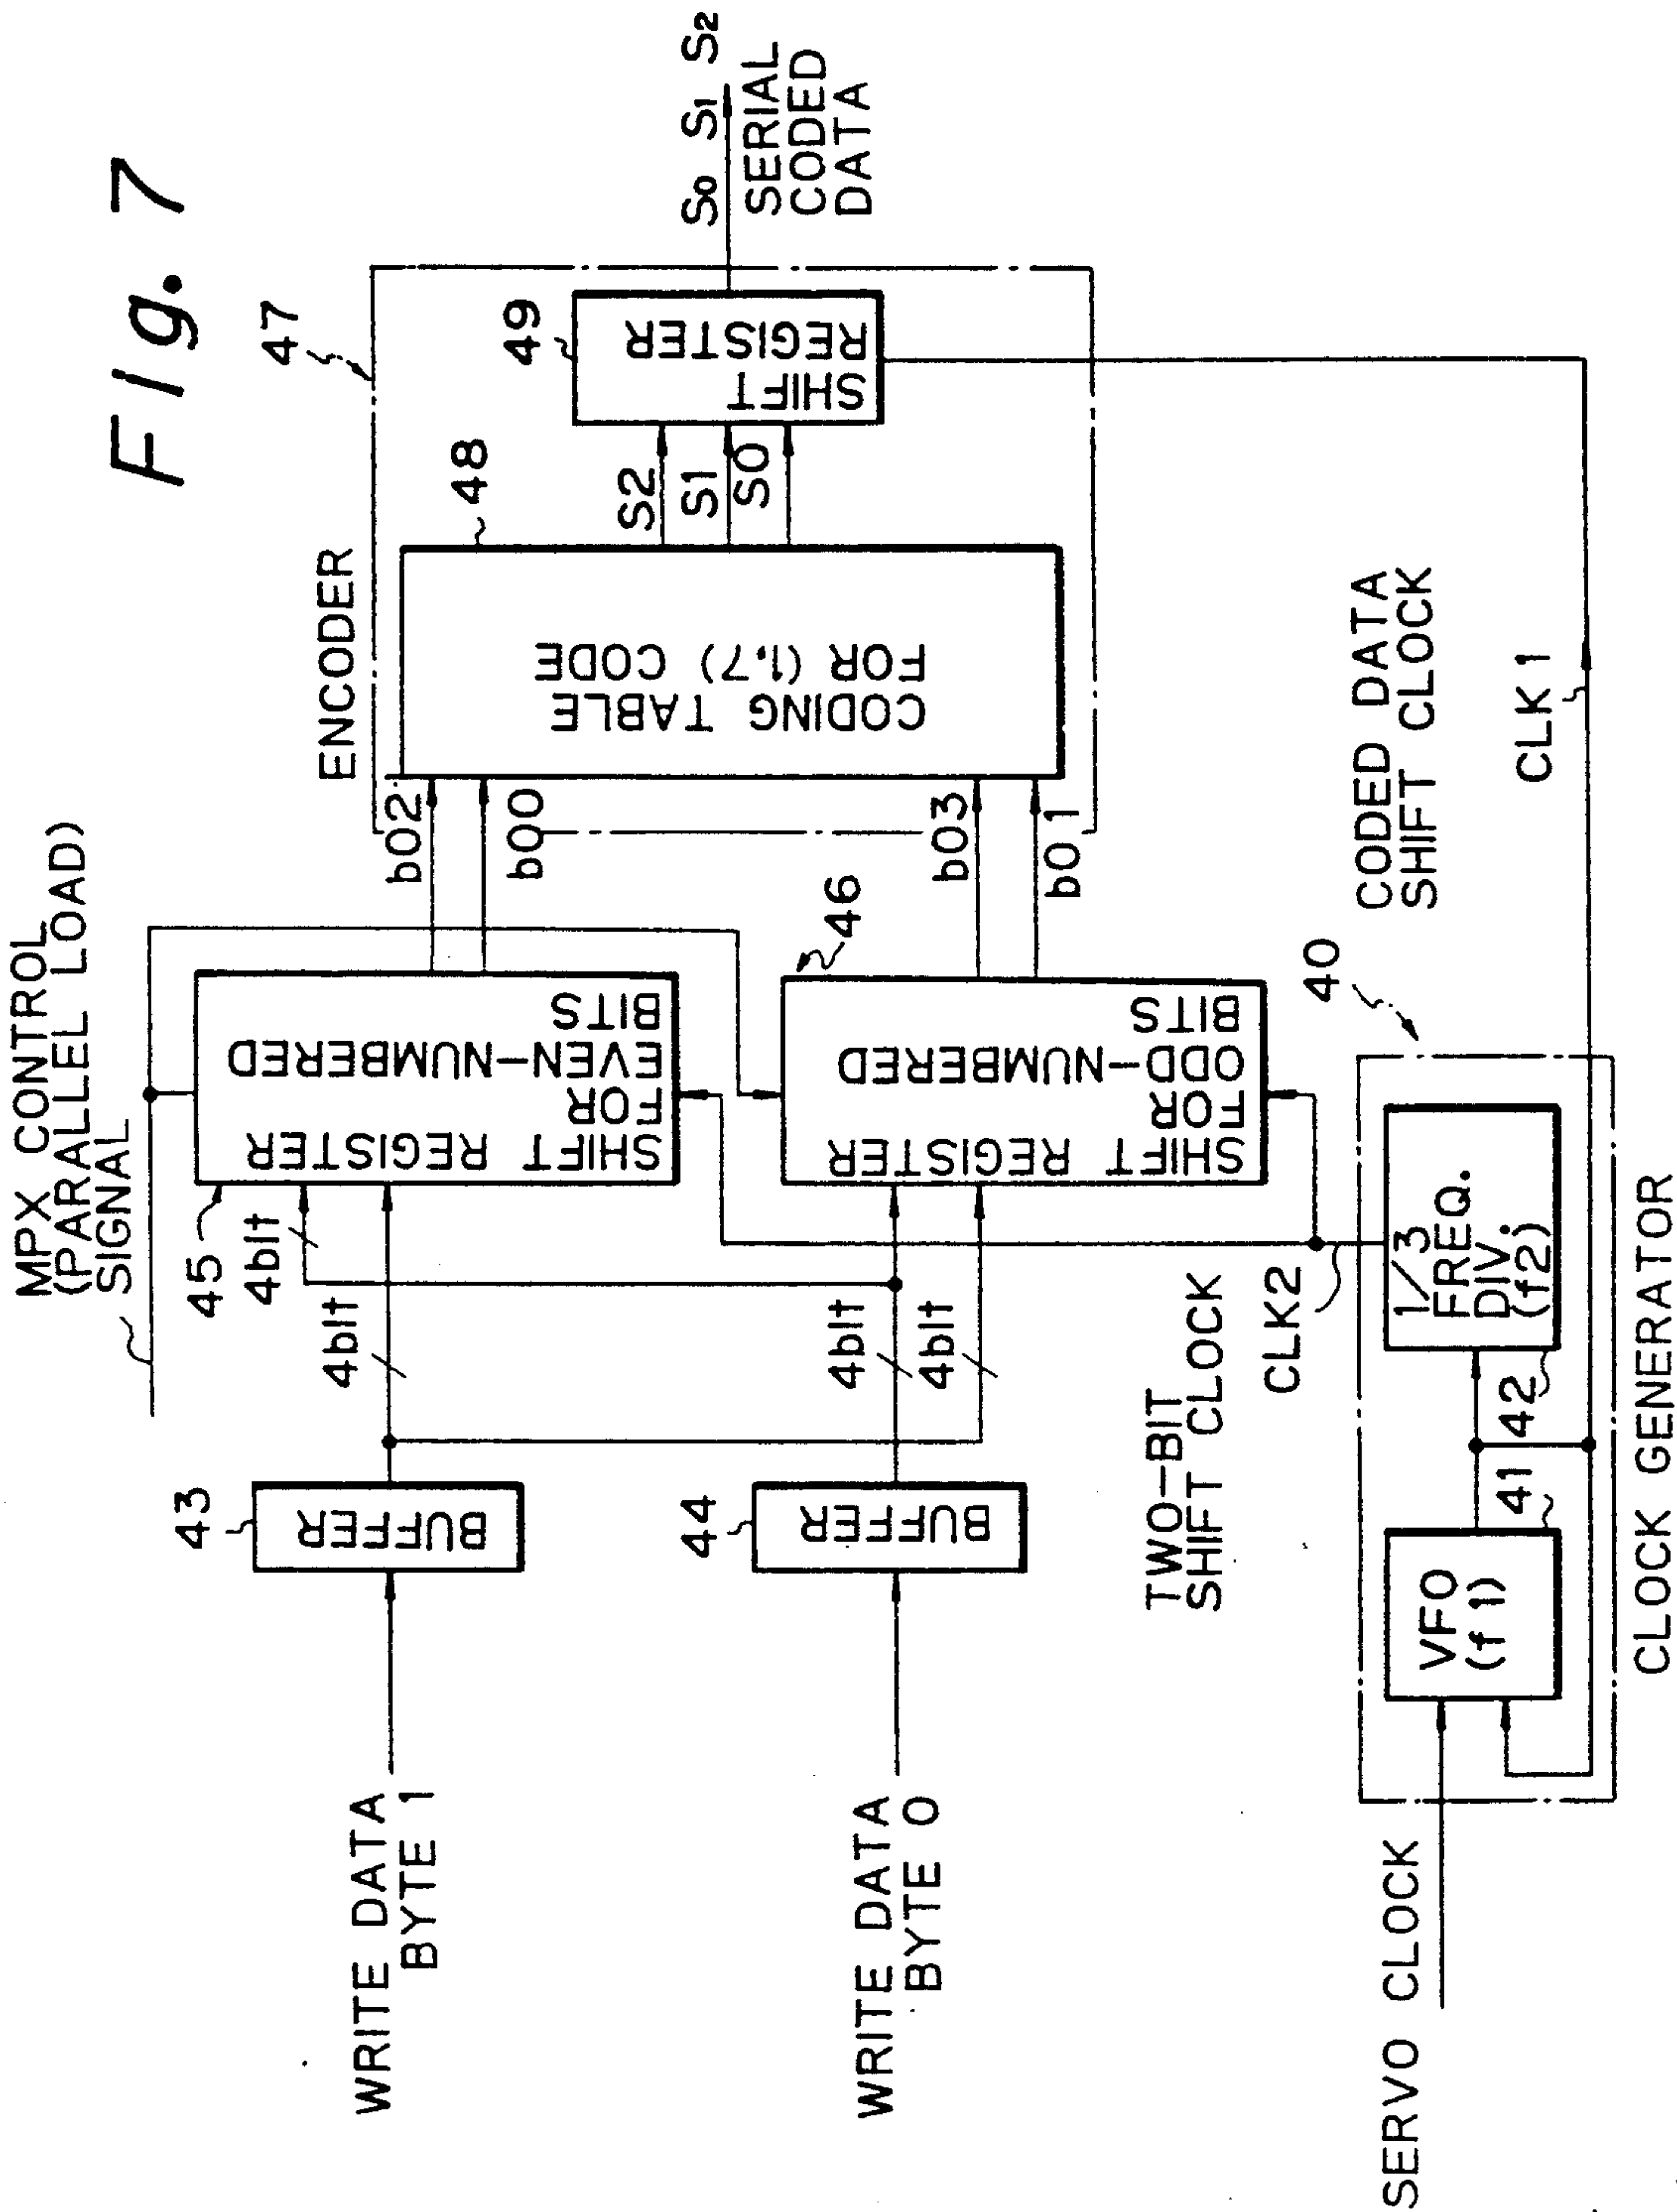 Fig. 7
MPX CONTROL
(PARALLEL LOAD)
SIGNAL
WRITE DATA
BYTE 1
43
BUFFER
4bit
4bit
45
SHIFT REGISTER
FOR
EVEN-NUMBERED
BITS
b02
b00
ENCODER
47
48
CODING TABLE
FOR (1,7) CODE
S2
S1
S0
49
SHIFT
REGISTER
S0 S1 S2
SERIAL
CODED
DATA
WRITE DATA
BYTE 0
44
BUFFER
4bit
4bit
46
SHIFT REGISTER
FOR
ODD-NUMBERED
BITS
b03
b01
TWO-BIT
SHIFT CLOCK
CLK2
40
CODED DATA
SHIFT CLOCK
CLK1
SERVO CLOCK
VFO
(f1)
41
42
1/3
FREQ.
DIV.
(f2)
CLOCK GENERATOR